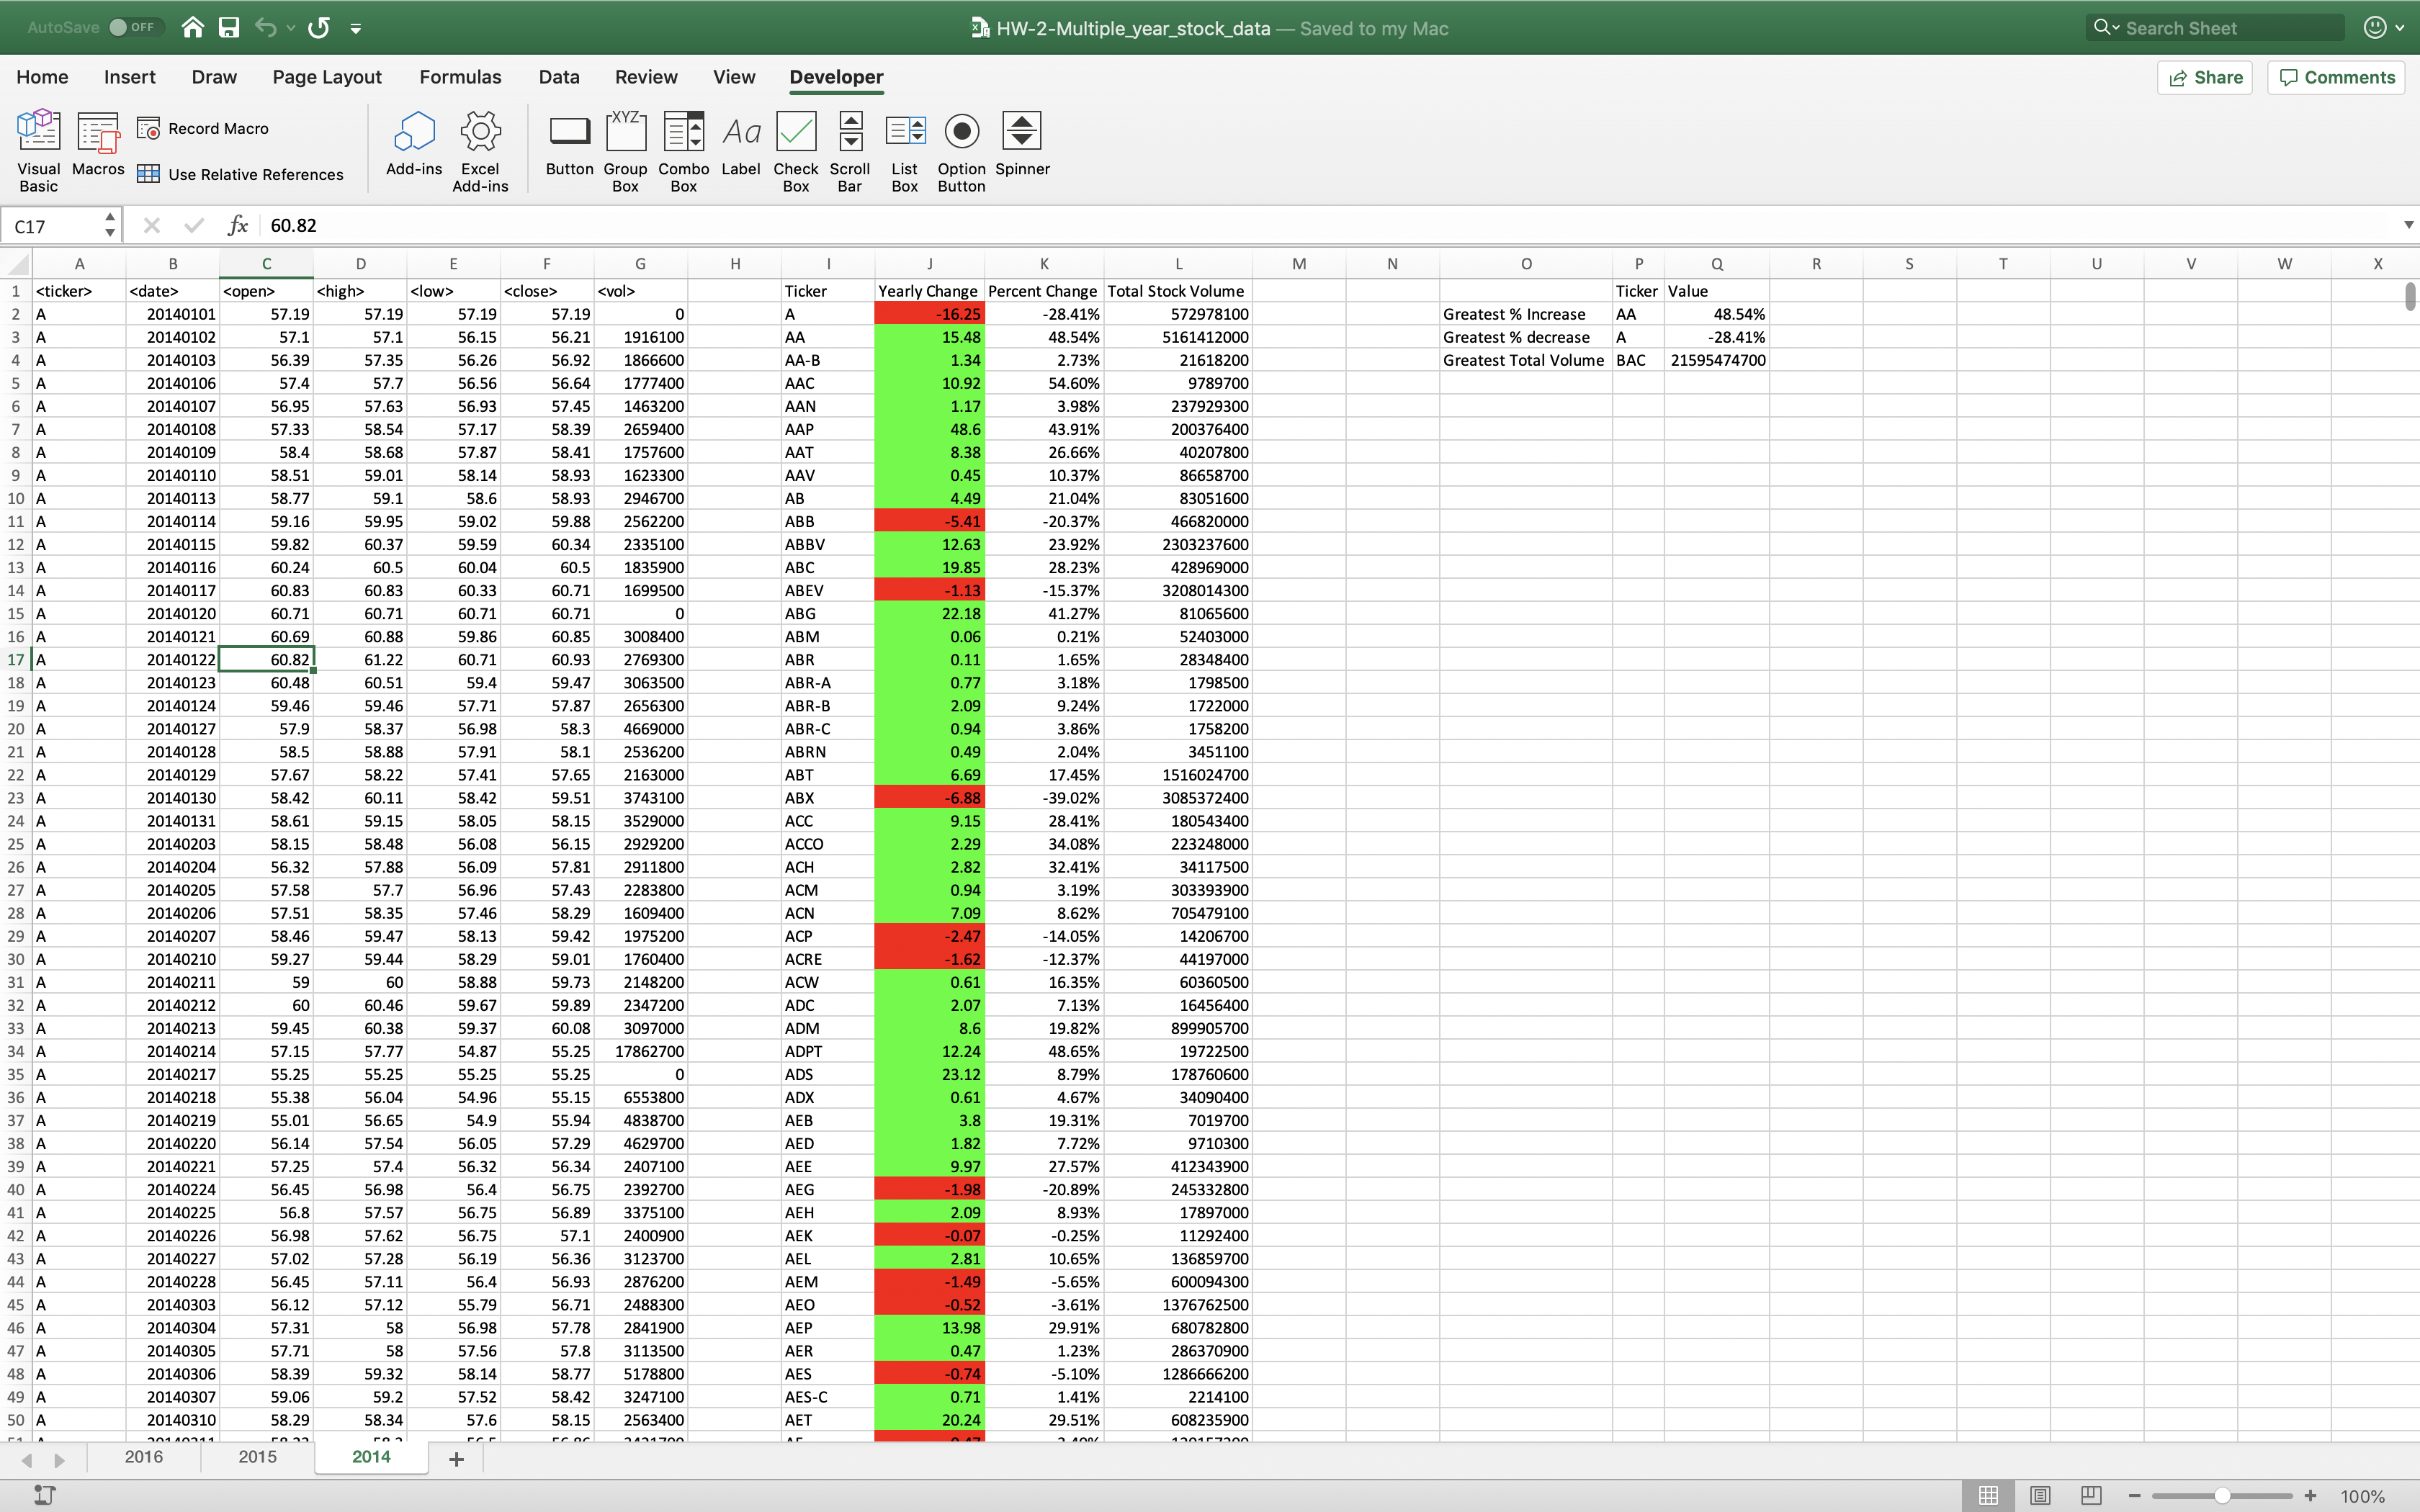 AutoSave OFF HW-2-Multiple_year_stock_data — Saved to my Mac Search Sheet
Home Insert Draw Page Layout Formulas Data Review View Developer Share Comments
Visual Basic Macros Record Macro Use Relative References Add-ins Excel Add-ins Button Group Box Combo Box Label Check Box Scroll Bar List Box Option Button Spinner
XYZ Aa
C17 fx 60.82
A B C D E F G H I J K L M N O P Q R S T U V W X
1 <ticker> <date> <open> <high> <low> <close> <vol> Ticker Yearly Change Percent Change Total Stock Volume Ticker Value
2 A 20140101 57.19 57.19 57.19 57.19 0 A -16.25 -28.41% 572978100 Greatest % Increase AA 48.54%
3 A 20140102 57.1 57.1 56.15 56.21 1916100 AA 15.48 48.54% 5161412000 Greatest % decrease A -28.41%
4 A 20140103 56.39 57.35 56.26 56.92 1866600 AA-B 1.34 2.73% 21618200 Greatest Total Volume BAC 21595474700
5 A 20140106 57.4 57.7 56.56 56.64 1777400 AAC 10.92 54.60% 9789700
6 A 20140107 56.95 57.63 56.93 57.45 1463200 AAN 1.17 3.98% 237929300
7 A 20140108 57.33 58.54 57.17 58.39 2659400 AAP 48.6 43.91% 200376400
8 A 20140109 58.4 58.68 57.87 58.41 1757600 AAT 8.38 26.66% 40207800
9 A 20140110 58.51 59.01 58.14 58.93 1623300 AAV 0.45 10.37% 86658700
10 A 20140113 58.77 59.1 58.6 58.93 2946700 AB 4.49 21.04% 83051600
11 A 20140114 59.16 59.95 59.02 59.88 2562200 ABB -5.41 -20.37% 466820000
12 A 20140115 59.82 60.37 59.59 60.34 2335100 ABBV 12.63 23.92% 2303237600
13 A 20140116 60.24 60.5 60.04 60.5 1835900 ABC 19.85 28.23% 428969000
14 A 20140117 60.83 60.83 60.33 60.71 1699500 ABEV -1.13 -15.37% 3208014300
15 A 20140120 60.71 60.71 60.71 60.71 0 ABG 22.18 41.27% 81065600
16 A 20140121 60.69 60.88 59.86 60.85 3008400 ABM 0.06 0.21% 52403000
17 A 20140122 60.82 61.22 60.71 60.93 2769300 ABR 0.11 1.65% 28348400
18 A 20140123 60.48 60.51 59.4 59.47 3063500 ABR-A 0.77 3.18% 1798500
19 A 20140124 59.46 59.46 57.71 57.87 2656300 ABR-B 2.09 9.24% 1722000
20 A 20140127 57.9 58.37 56.98 58.3 4669000 ABR-C 0.94 3.86% 1758200
21 A 20140128 58.5 58.88 57.91 58.1 2536200 ABRN 0.49 2.04% 3451100
22 A 20140129 57.67 58.22 57.41 57.65 2163000 ABT 6.69 17.45% 1516024700
23 A 20140130 58.42 60.11 58.42 59.51 3743100 ABX -6.88 -39.02% 3085372400
24 A 20140131 58.61 59.15 58.05 58.15 3529000 ACC 9.15 28.41% 180543400
25 A 20140203 58.15 58.48 56.08 56.15 2929200 ACCO 2.29 34.08% 223248000
26 A 20140204 56.32 57.88 56.09 57.81 2911800 ACH 2.82 32.41% 34117500
27 A 20140205 57.58 57.7 56.96 57.43 2283800 ACM 0.94 3.19% 303393900
28 A 20140206 57.51 58.35 57.46 58.29 1609400 ACN 7.09 8.62% 705479100
29 A 20140207 58.46 59.47 58.13 59.42 1975200 ACP -2.47 -14.05% 14206700
30 A 20140210 59.27 59.44 58.29 59.01 1760400 ACRE -1.62 -12.37% 44197000
31 A 20140211 59 60 58.88 59.73 2148200 ACW 0.61 16.35% 60360500
32 A 20140212 60 60.46 59.67 59.89 2347200 ADC 2.07 7.13% 16456400
33 A 20140213 59.45 60.38 59.37 60.08 3097000 ADM 8.6 19.82% 899905700
34 A 20140214 57.15 57.77 54.87 55.25 17862700 ADPT 12.24 48.65% 19722500
35 A 20140217 55.25 55.25 55.25 55.25 0 ADS 23.12 8.79% 178760600
36 A 20140218 55.38 56.04 54.96 55.15 6553800 ADX 0.61 4.67% 34090400
37 A 20140219 55.01 56.65 54.9 55.94 4838700 AEB 3.8 19.31% 7019700
38 A 20140220 56.14 57.54 56.05 57.29 4629700 AED 1.82 7.72% 9710300
39 A 20140221 57.25 57.4 56.32 56.34 2407100 AEE 9.97 27.57% 412343900
40 A 20140224 56.45 56.98 56.4 56.75 2392700 AEG -1.98 -20.89% 245332800
41 A 20140225 56.8 57.57 56.75 56.89 3375100 AEH 2.09 8.93% 17897000
42 A 20140226 56.98 57.62 56.75 57.1 2400900 AEK -0.07 -0.25% 11292400
43 A 20140227 57.02 57.28 56.19 56.36 3123700 AEL 2.81 10.65% 136859700
44 A 20140228 56.45 57.11 56.4 56.93 2876200 AEM -1.49 -5.65% 600094300
45 A 20140303 56.12 57.12 55.79 56.71 2488300 AEO -0.52 -3.61% 1376762500
46 A 20140304 57.31 58 56.98 57.78 2841900 AEP 13.98 29.91% 680782800
47 A 20140305 57.71 58 57.56 57.8 3113500 AER 0.47 1.23% 286370900
48 A 20140306 58.39 59.32 58.14 58.77 5178800 AES -0.74 -5.10% 1286666200
49 A 20140307 59.06 59.2 57.52 58.42 3247100 AES-C 0.71 1.41% 2214100
50 A 20140310 58.29 58.34 57.6 58.15 2563400 AET 20.24 29.51% 608235900
2016 2015 2014
100%